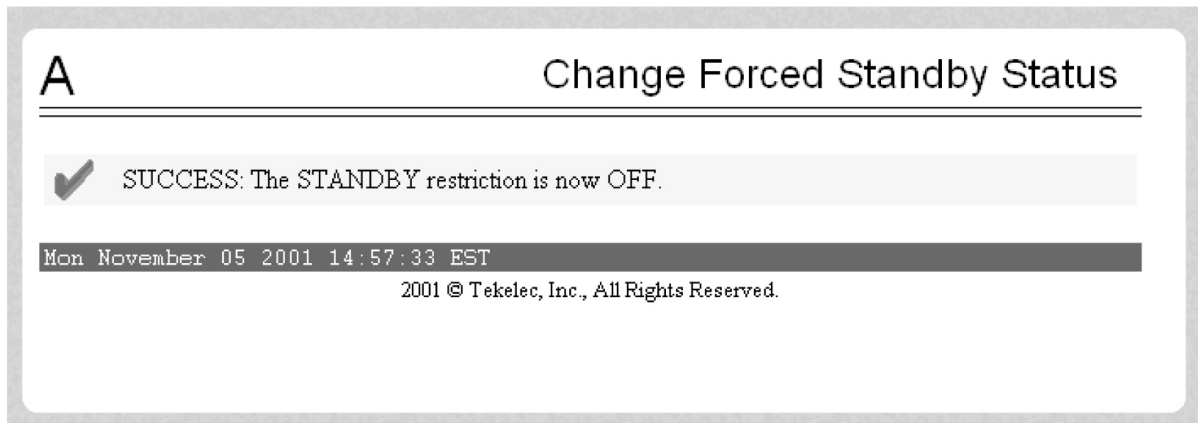 A
Change Forced Standby Status
SUCCESS: The STANDBY restriction is now OFF.
Mon November 05 2001 14:57:33 EST
2001 © Tekelec, Inc., All Rights Reserved.